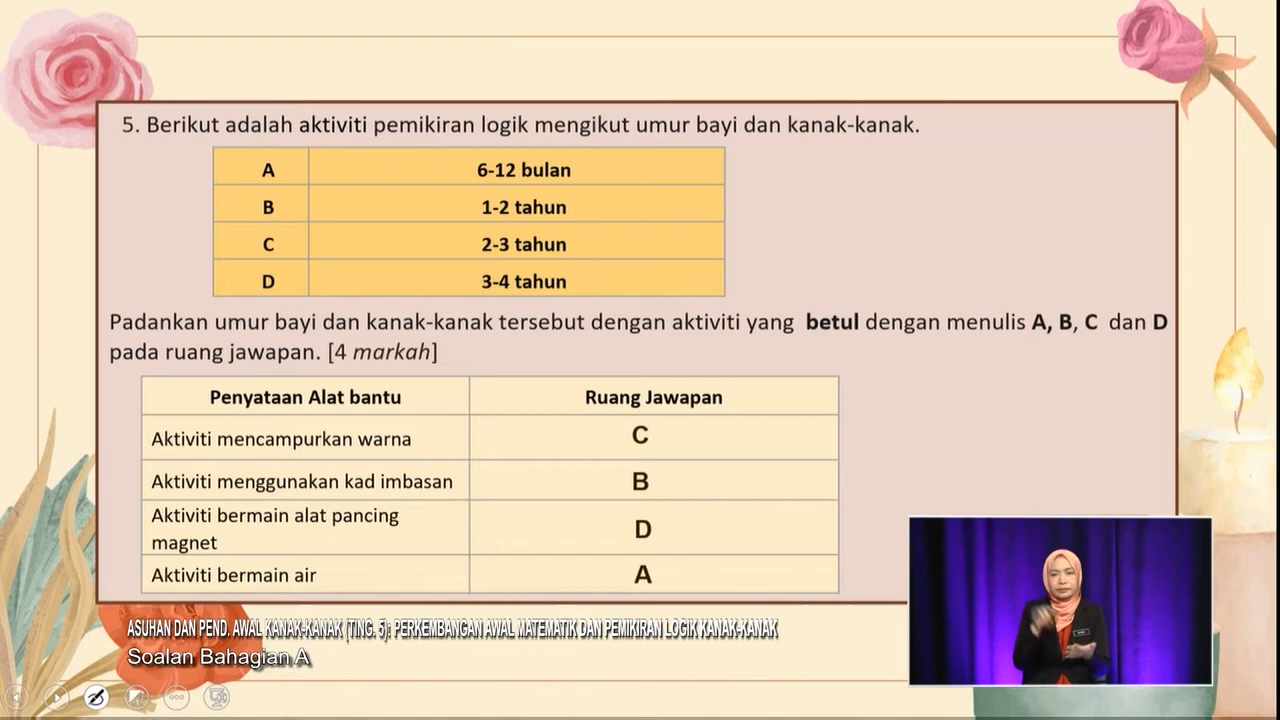 5. Berikut adalah aktiviti pemikiran logik mengikut umur bayi dan kanak-kanak.
A 6-12 bulan
B 1-2 tahun
C 2-3 tahun
D 3-4 tahun
Padankan umur bayi dan kanak-kanak tersebut dengan aktiviti yang betul dengan menulis A, B, C dan D
pada ruang jawapan. [4 markah]
Penyataan Alat bantu Ruang Jawapan
Aktiviti mencampurkan warna C
Aktiviti menggunakan kad imbasan B
Aktiviti bermain alat pancing
magnet D
Aktiviti bermain air A
ASUHAN DAN PEND. AWAL KANAK-KANAK (TING. 5): PERKEMBANGAN AWAL MATEMATIK DAN PEMIKIRAN LOGIK KANAK-KANAK
Soalan Bahagian A